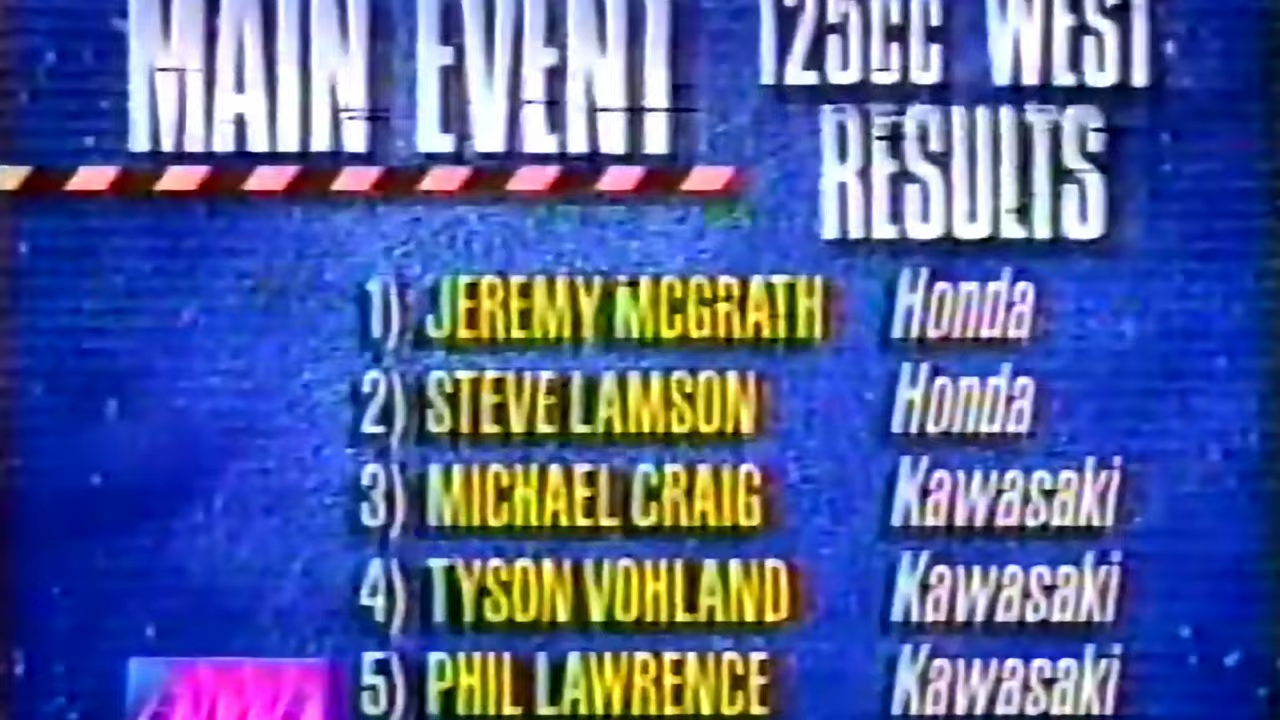 MAIN EVENT
125cc WEST
RESULTS
1) JEREMY MCGRATH Honda
2) STEVE LAMSON Honda
3) MICHAEL CRAIG Kawasaki
4) TYSON VOHLAND Kawasaki
5) PHIL LAWRENCE Kawasaki